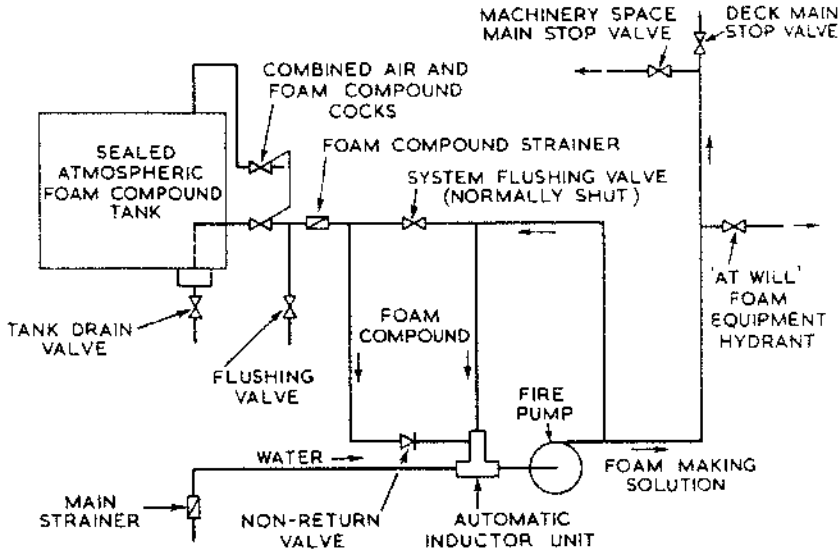 MACHINERY SPACE
MAIN STOP VALVE
DECK MAIN
STOP VALVE
COMBINED AIR AND
FOAM COMPOUND
COCKS
SEALED
ATMOSPHERIC
FOAM COMPOUND
TANK
FOAM COMPOUND STRAINER
SYSTEM FLUSHING VALVE
(NORMALLY SHUT)
'AT WILL'
FOAM
EQUIPMENT
HYDRANT
TANK DRAIN
VALVE
FLUSHING
VALVE
FOAM
COMPOUND
FIRE
PUMP
WATER
FOAM MAKING
SOLUTION
MAIN
STRAINER
NON-RETURN
VALVE
AUTOMATIC
INDUCTOR UNIT